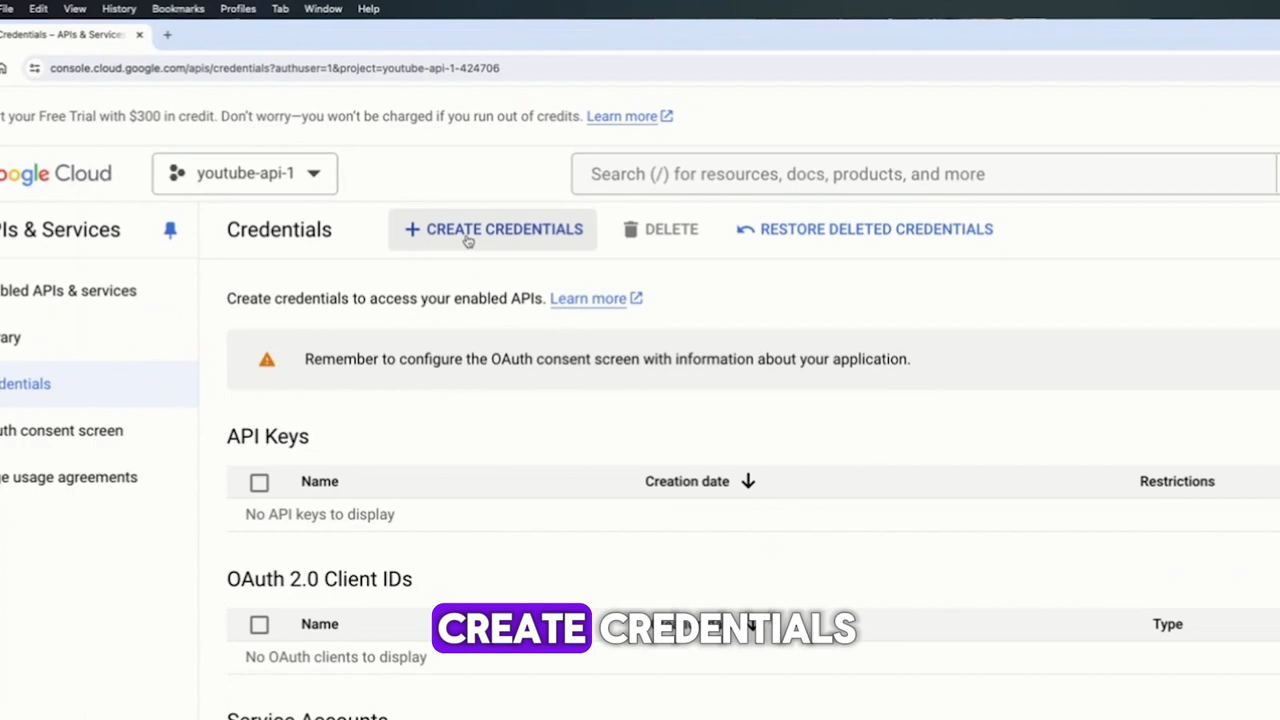 File Edit View History Bookmarks Profiles Tab Window Help
Credentials – APIs & Services
console.cloud.google.com/apis/credentials?authuser=1&project=youtube-api-1-424706
t your Free Trial with $300 in credit. Don't worry—you won't be charged if you run out of credits. Learn more
oogle Cloud youtube-api-1 Search (/) for resources, docs, products, and more
PIs & Services Credentials + CREATE CREDENTIALS DELETE RESTORE DELETED CREDENTIALS
bled APIs & services
Create credentials to access your enabled APIs. Learn more
ary
Remember to configure the OAuth consent screen with information about your application.
dentials
uth consent screen
API Keys
e usage agreements
Name Creation date Restrictions
No API keys to display
OAuth 2.0 Client IDs
Name Type
CREATE CREDENTIALS
No OAuth clients to display
Service Accounts